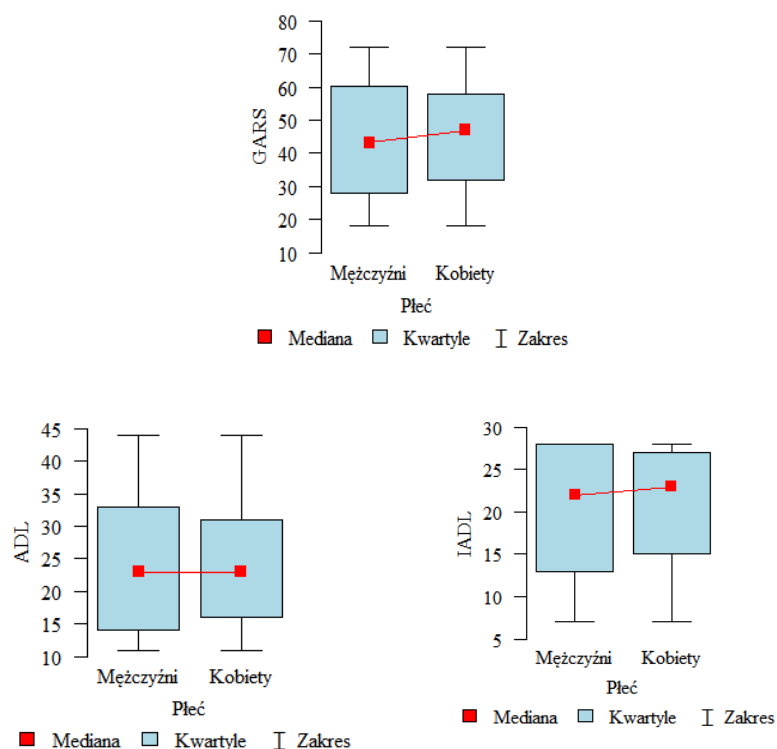 80
70
60
50
40
30
20
10
GARS
Mężczyźni Kobiety
Płeć
Mediana Kwartyle Zakres
45
40
35
30
25
20
15
10
ADL
Mężczyźni Kobiety
Płeć
Mediana Kwartyle Zakres
30
25
20
15
10
5
IADL
Mężczyźni Kobiety
Płeć
Mediana Kwartyle Zakres